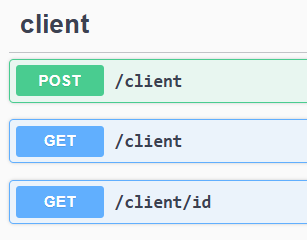 client
POST /client
GET /client
GET /client/id